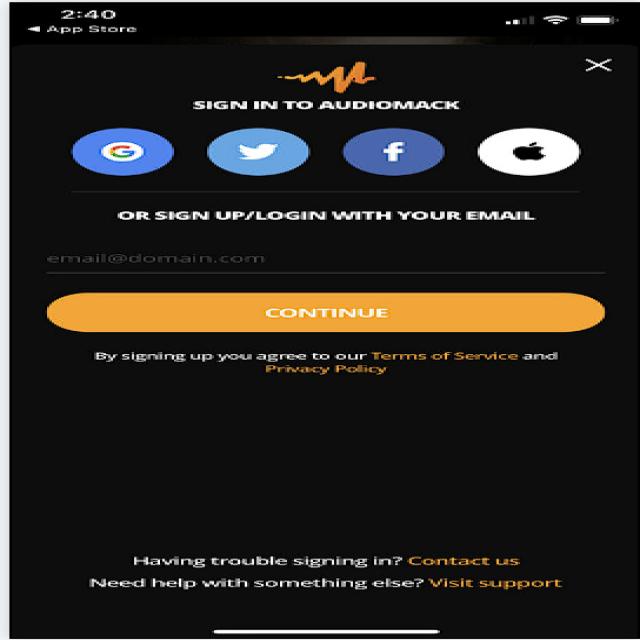 2:40
◄ App Store
SIGN IN TO AUDIOMACK
OR SIGN UP/LOGIN WITH YOUR EMAIL
email@domain.com
CONTINUE
By signing up you agree to our Terms of Service and
Privacy Policy
Having trouble signing in? Contact us
Need help with something else? Visit support